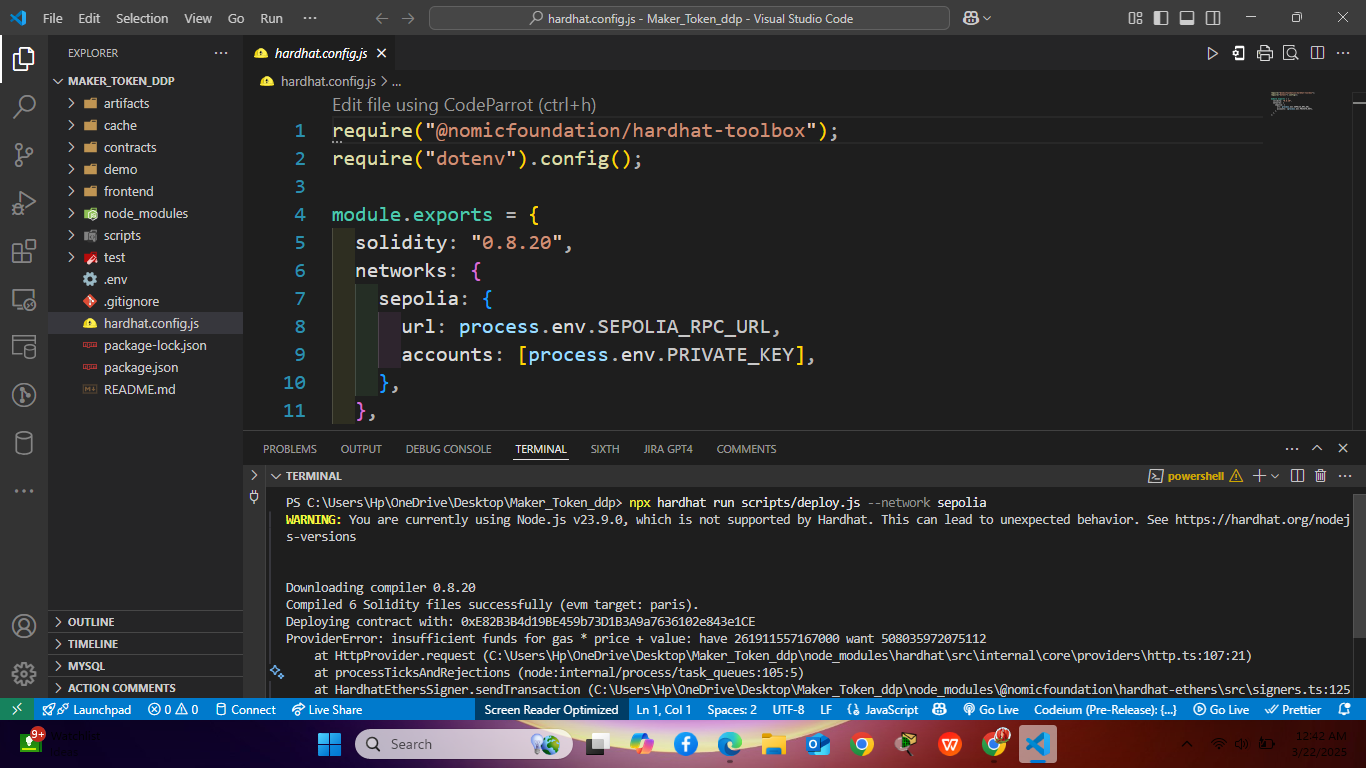 File Edit Selection View Go Run ···
hardhat.config.js - Maker_Token_ddp - Visual Studio Code
EXPLORER ···
MAKER_TOKEN_DDP
artifacts
cache
contracts
demo
frontend
node_modules
scripts
test
.env
.gitignore
hardhat.config.js
package-lock.json
package.json
README.md
OUTLINE
TIMELINE
MYSQL
ACTION COMMENTS
hardhat.config.js
hardhat.config.js > ...
Edit file using CodeParrot (ctrl+h)
1 require("@nomicfoundation/hardhat-toolbox");
2 require("dotenv").config();
3
4 module.exports = {
5 solidity: "0.8.20",
6 networks: {
7 sepolia: {
8 url: process.env.SEPOLIA_RPC_URL,
9 accounts: [process.env.PRIVATE_KEY],
10 },
11 },
PROBLEMS OUTPUT DEBUG CONSOLE TERMINAL SIXTH JIRA GPT4 COMMENTS
TERMINAL
powershell
PS C:\Users\Hp\OneDrive\Desktop\Maker_Token_ddp> npx hardhat run scripts/deploy.js --network sepolia
WARNING: You are currently using Node.js v23.9.0, which is not supported by Hardhat. This can lead to unexpected behavior. See https://hardhat.org/nodej
s-versions
Downloading compiler 0.8.20
Compiled 6 Solidity files successfully (evm target: paris).
Deploying contract with: 0xE82B3B4d19BE459b73D1B3A9a7636102e843e1CE
ProviderError: insufficient funds for gas * price + value: have 261911557167000 want 508035972075112
at HttpProvider.request (C:\Users\Hp\OneDrive\Desktop\Maker_Token_ddp\node_modules\hardhat\src\internal\core\providers\http.ts:107:21)
at processTicksAndRejections (node:internal/process/task_queues:105:5)
at HardhatEthersSigner.sendTransaction (C:\Users\Hp\OneDrive\Desktop\Maker_Token_ddp\node_modules\@nomicfoundation\hardhat-ethers\src\signers.ts:125
Launchpad 0 0 Connect Live Share Screen Reader Optimized Ln 1, Col 1 Spaces: 2 UTF-8 LF JavaScript Go Live Codeium (Pre-Release): {...} Go Live Prettier
9+
Search
12:42 AM
3/22/2025